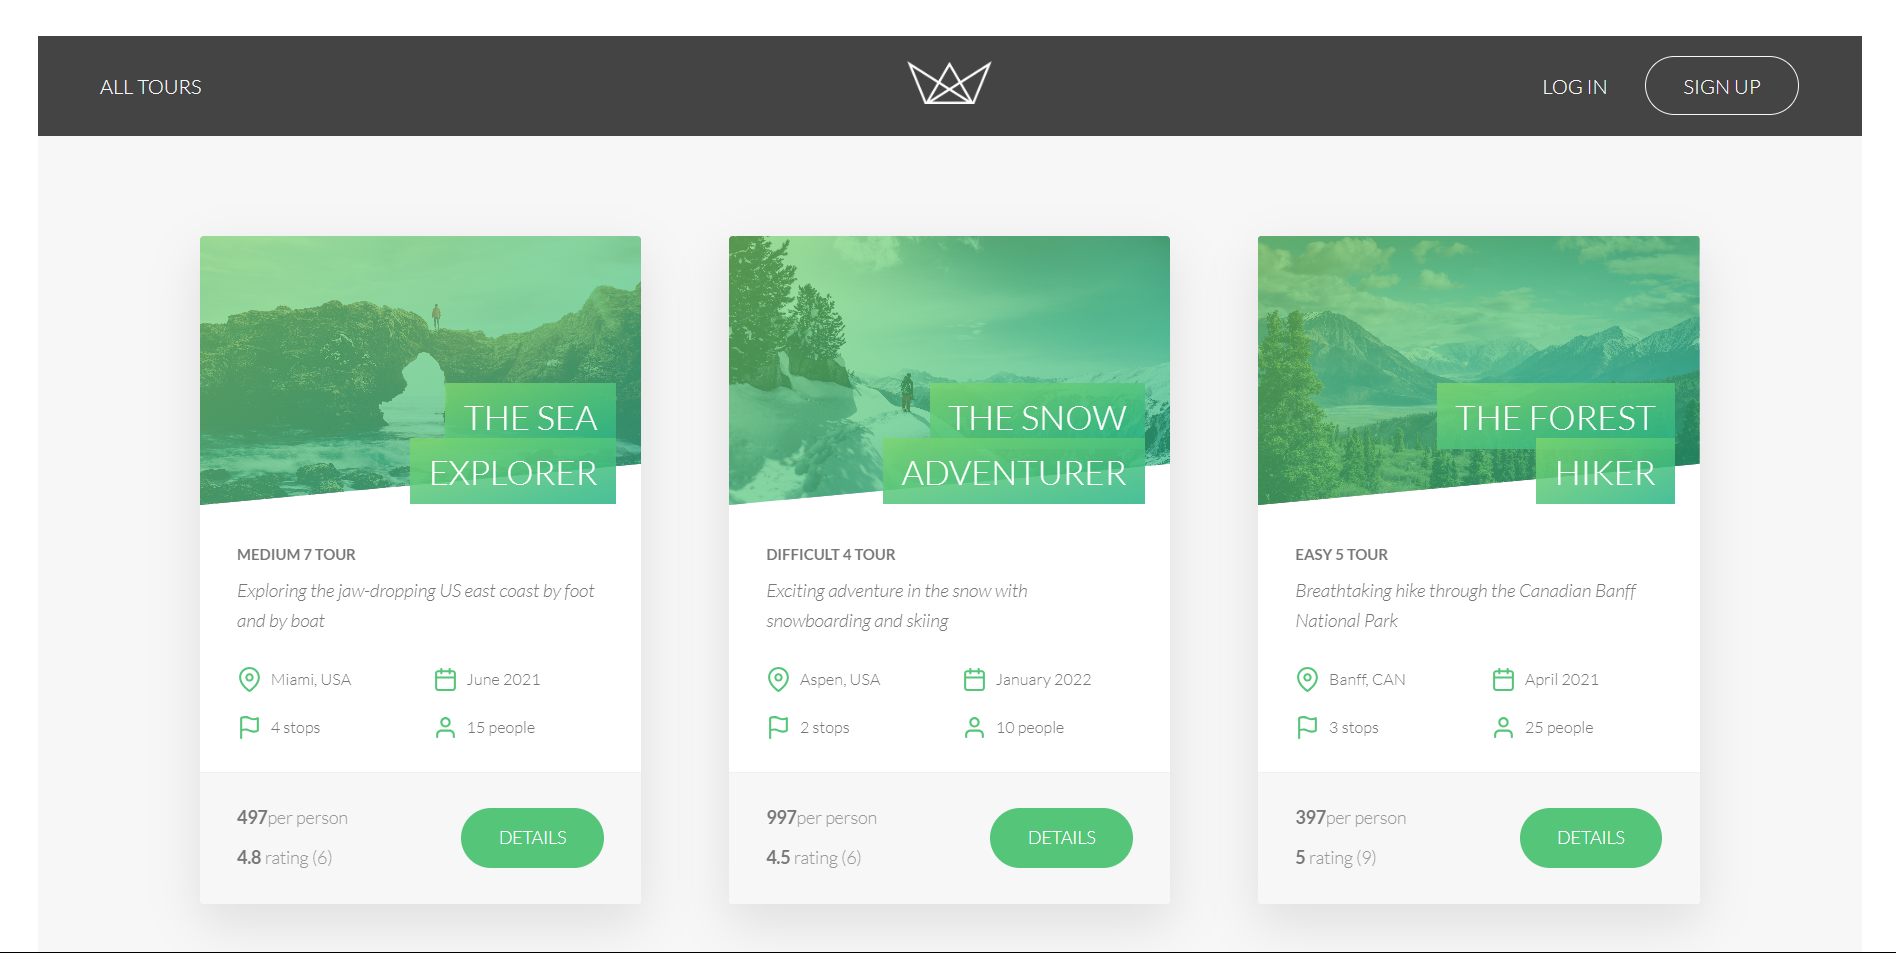 ALL TOURS
LOG IN
SIGN UP
THE SEA
EXPLORER
MEDIUM 7 TOUR
Exploring the jaw-dropping US east coast by foot
and by boat
Miami, USA
June 2021
4 stops
15 people
497per person
4.8 rating (6)
DETAILS
THE SNOW
ADVENTURER
DIFFICULT 4 TOUR
Exciting adventure in the snow with
snowboarding and skiing
Aspen, USA
January 2022
2 stops
10 people
997per person
4.5 rating (6)
DETAILS
THE FOREST
HIKER
EASY 5 TOUR
Breathtaking hike through the Canadian Banff
National Park
Banff, CAN
April 2021
3 stops
25 people
397per person
5 rating (9)
DETAILS